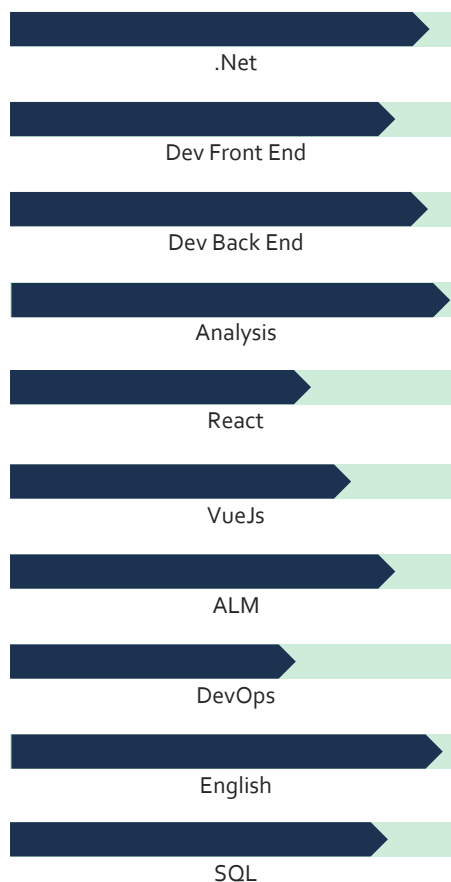 .Net
Dev Front End
Dev Back End
Analysis
React
VueJs
ALM
DevOps
English
SQL